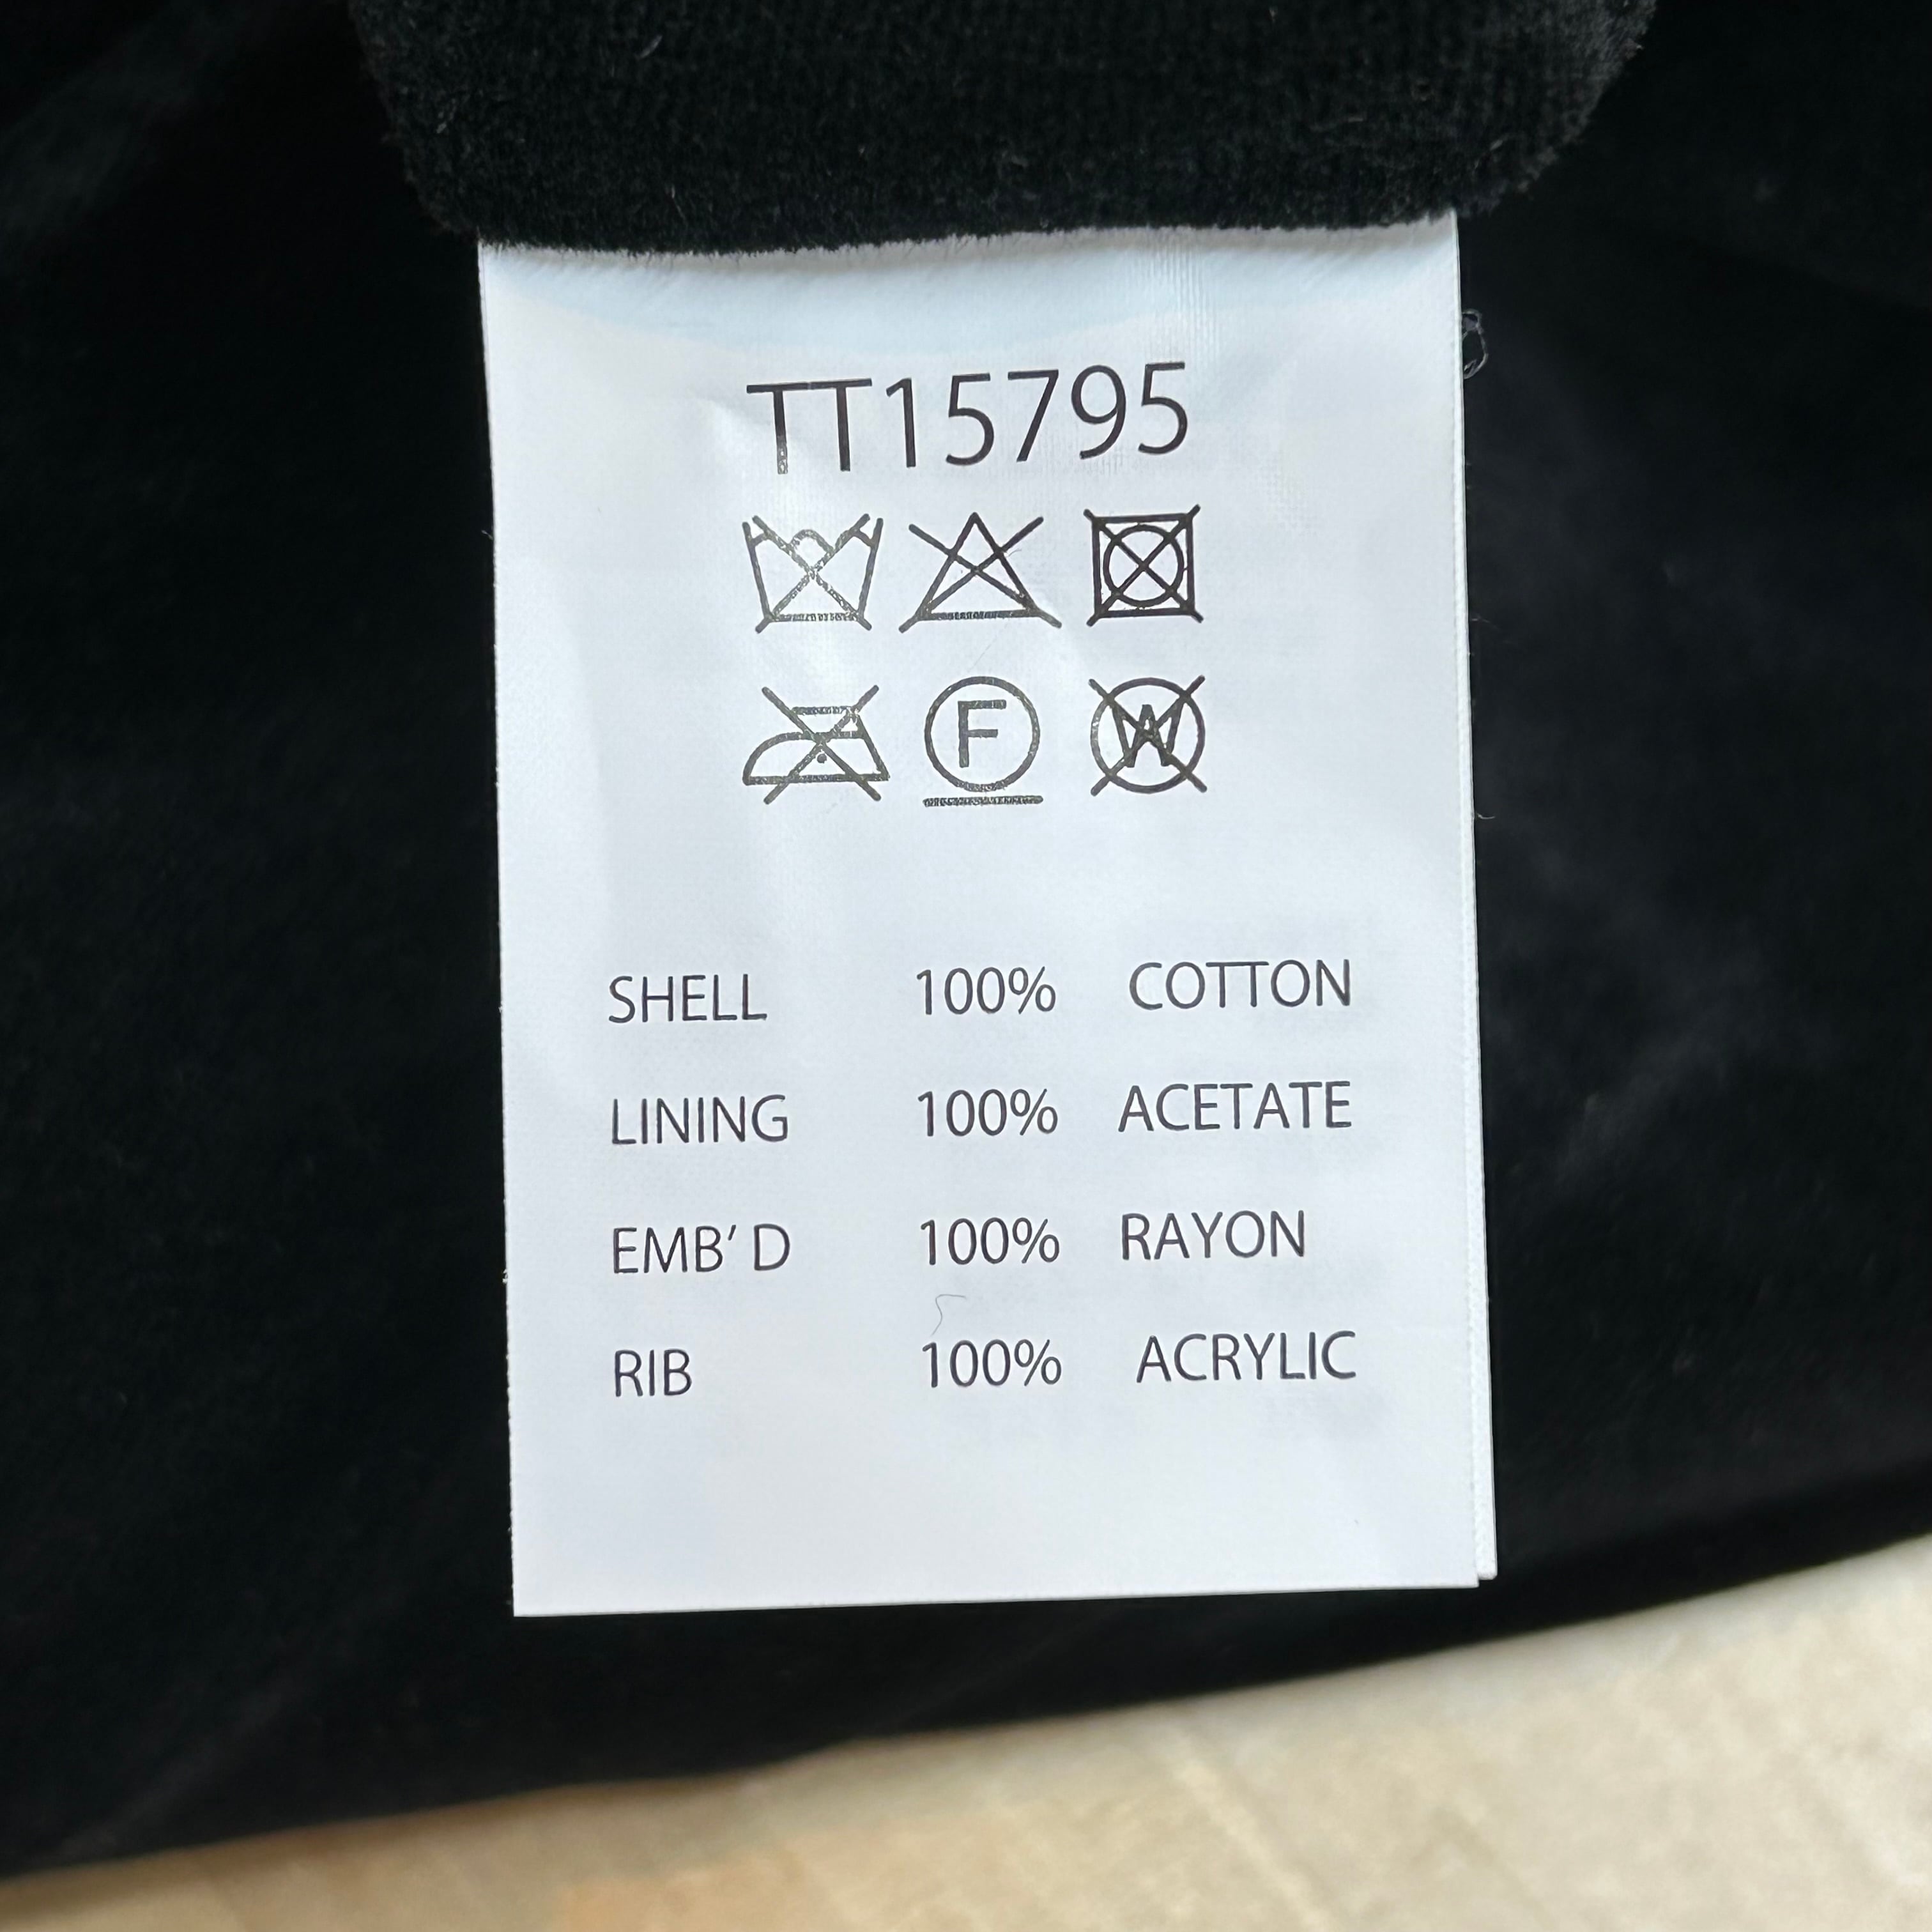 TT15795
F W
SHELL 100% COTTON
LINING 100% ACETATE
EMB' D 100% RAYON
RIB 100% ACRYLIC